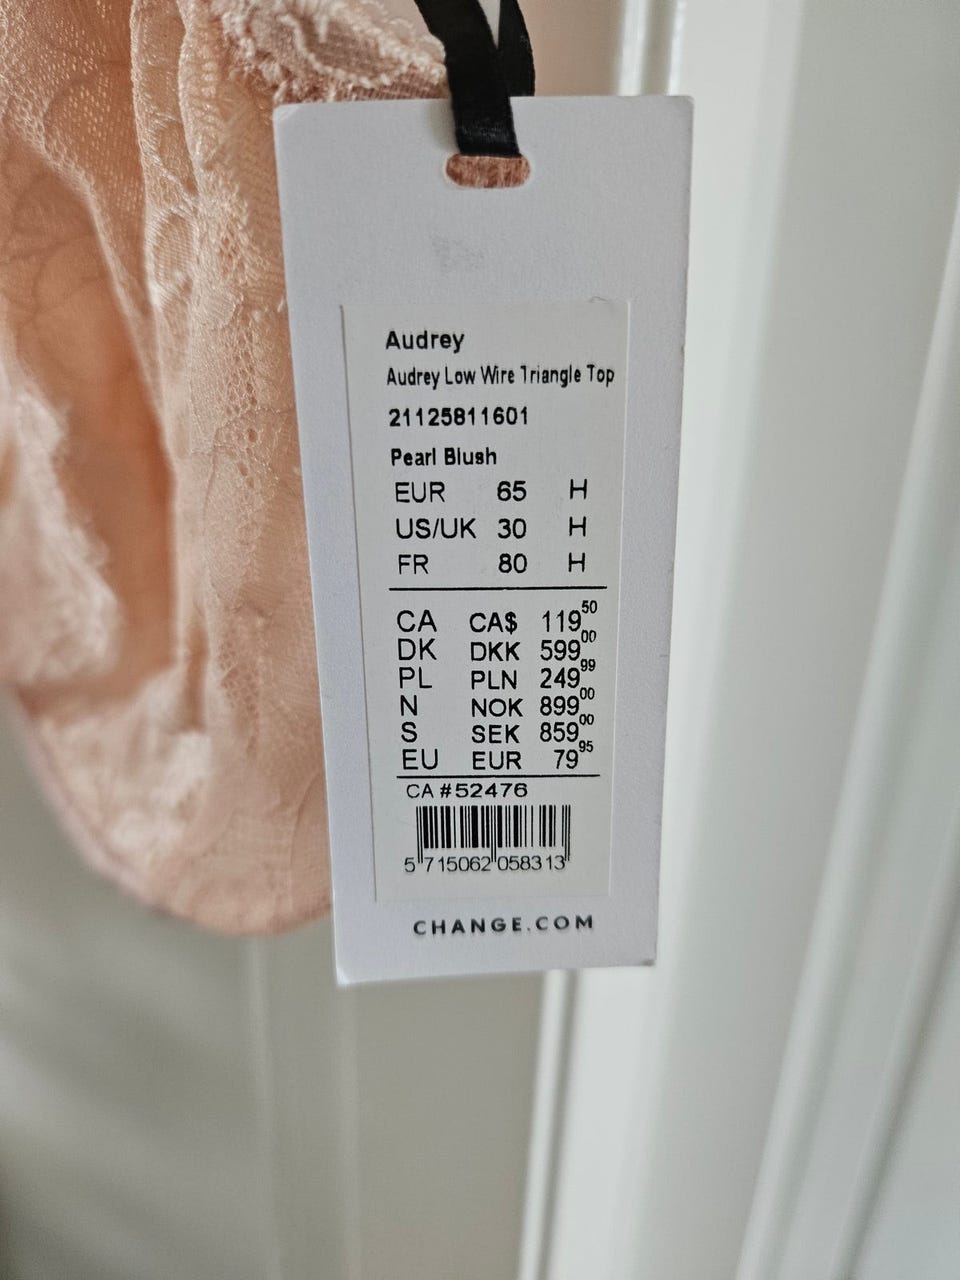 Audrey
Audrey Low Wire Triangle Top
21125811601
Pearl Blush
EUR 65 H
US/UK 30 H
FR 80 H
CA CA$ 119 50
DK DKK 599 00
PL PLN 249 99
N NOK 899 00
S SEK 859 00
EU EUR 79 95
CA #52476
5 715062 058313
CHANGE.COM